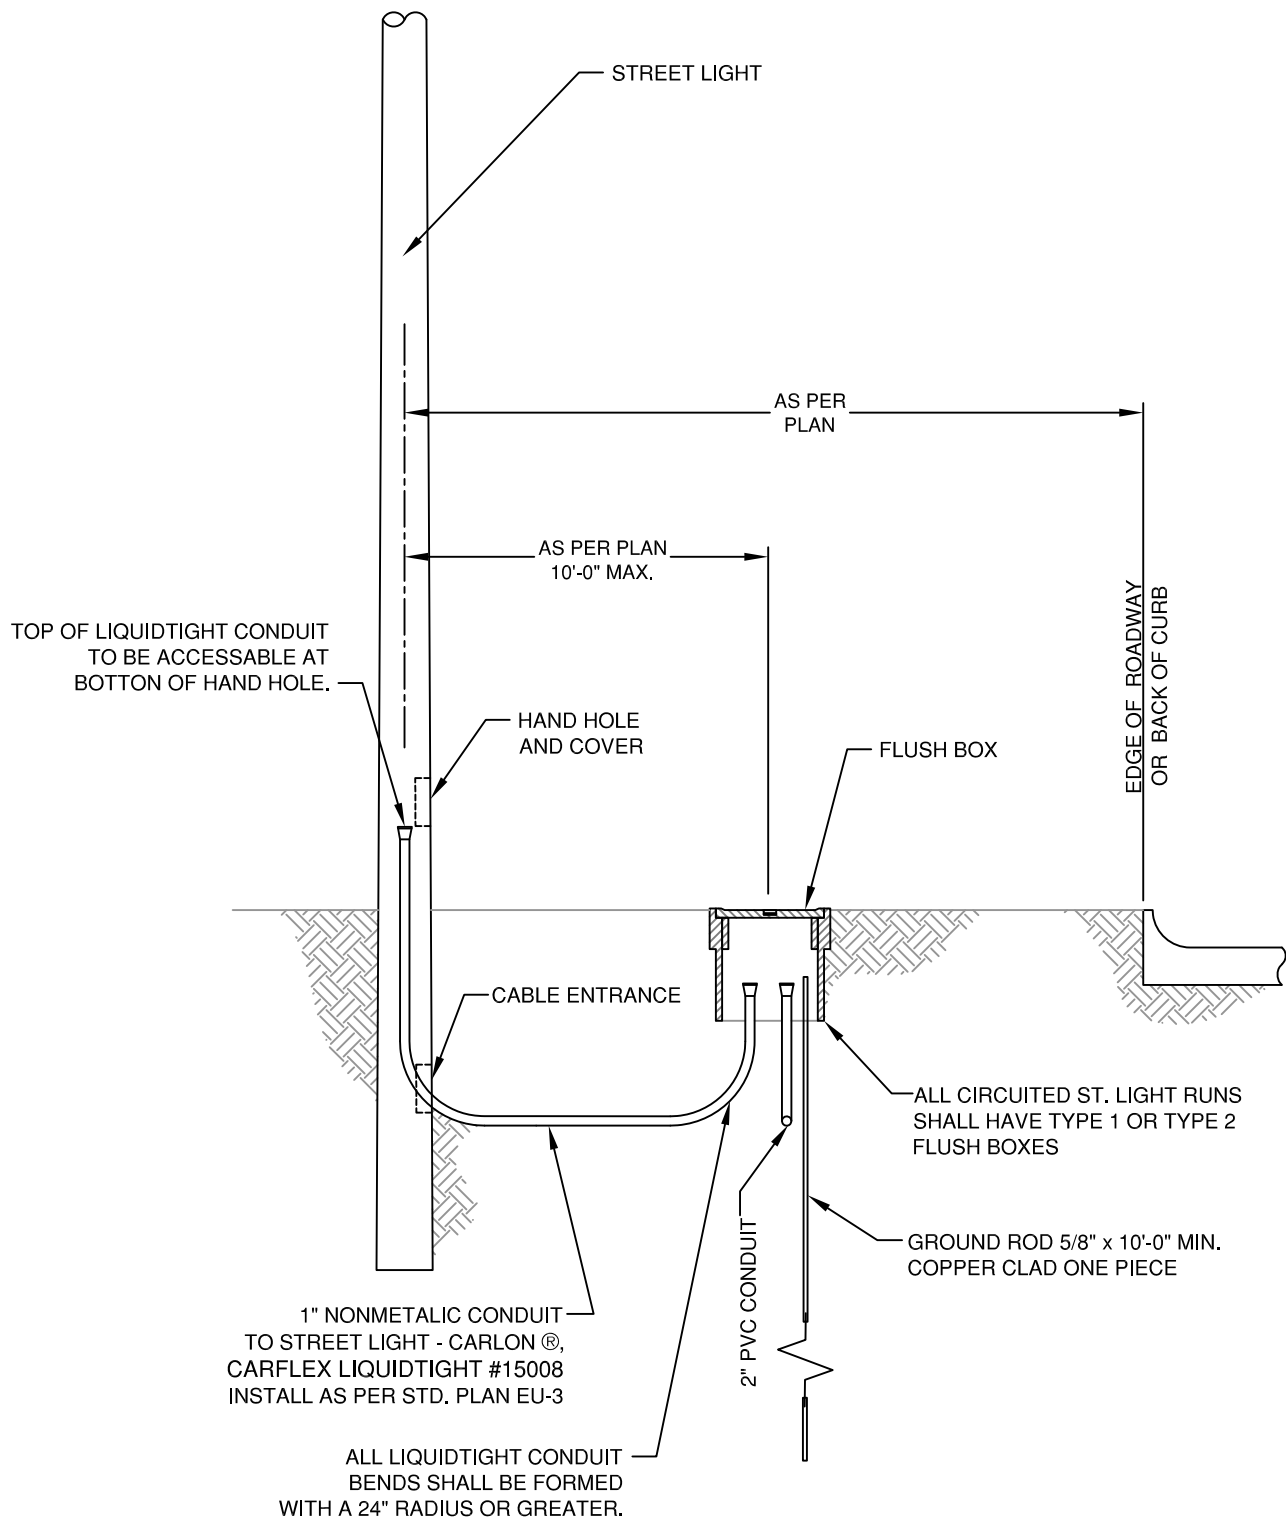 STREET LIGHT
AS PER
PLAN
AS PER PLAN
10'-0" MAX.
EDGE OF ROADWAY
OR BACK OF CURB
TOP OF LIQUIDTIGHT CONDUIT
TO BE ACCESSABLE AT
BOTTON OF HAND HOLE.
HAND HOLE
AND COVER
FLUSH BOX
CABLE ENTRANCE
ALL CIRCUITED ST. LIGHT RUNS
SHALL HAVE TYPE 1 OR TYPE 2
FLUSH BOXES
2" PVC CONDUIT
GROUND ROD 5/8" x 10'-0" MIN.
COPPER CLAD ONE PIECE
1" NONMETALIC CONDUIT
TO STREET LIGHT - CARLON ®,
CARFLEX LIQUIDTIGHT #15008
INSTALL AS PER STD. PLAN EU-3
ALL LIQUIDTIGHT CONDUIT
BENDS SHALL BE FORMED
WITH A 24" RADIUS OR GREATER.